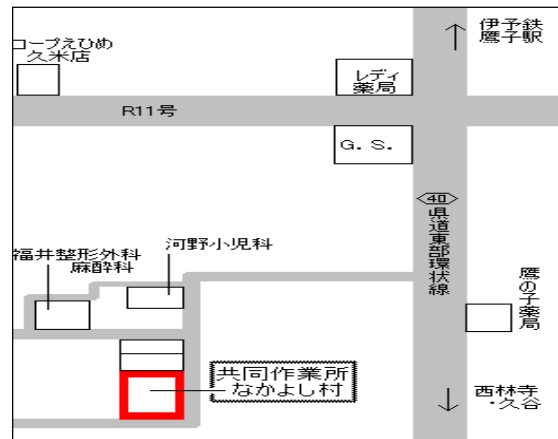 コープえひめ
久米店
伊予鉄
鷹子駅
レディ
薬局
R11号
G. S.
40
県道東部環状線
福井整形外科
麻酔科
河野小児科
鷹の子薬局
共同作業所
なかよし村
西林寺
・久谷